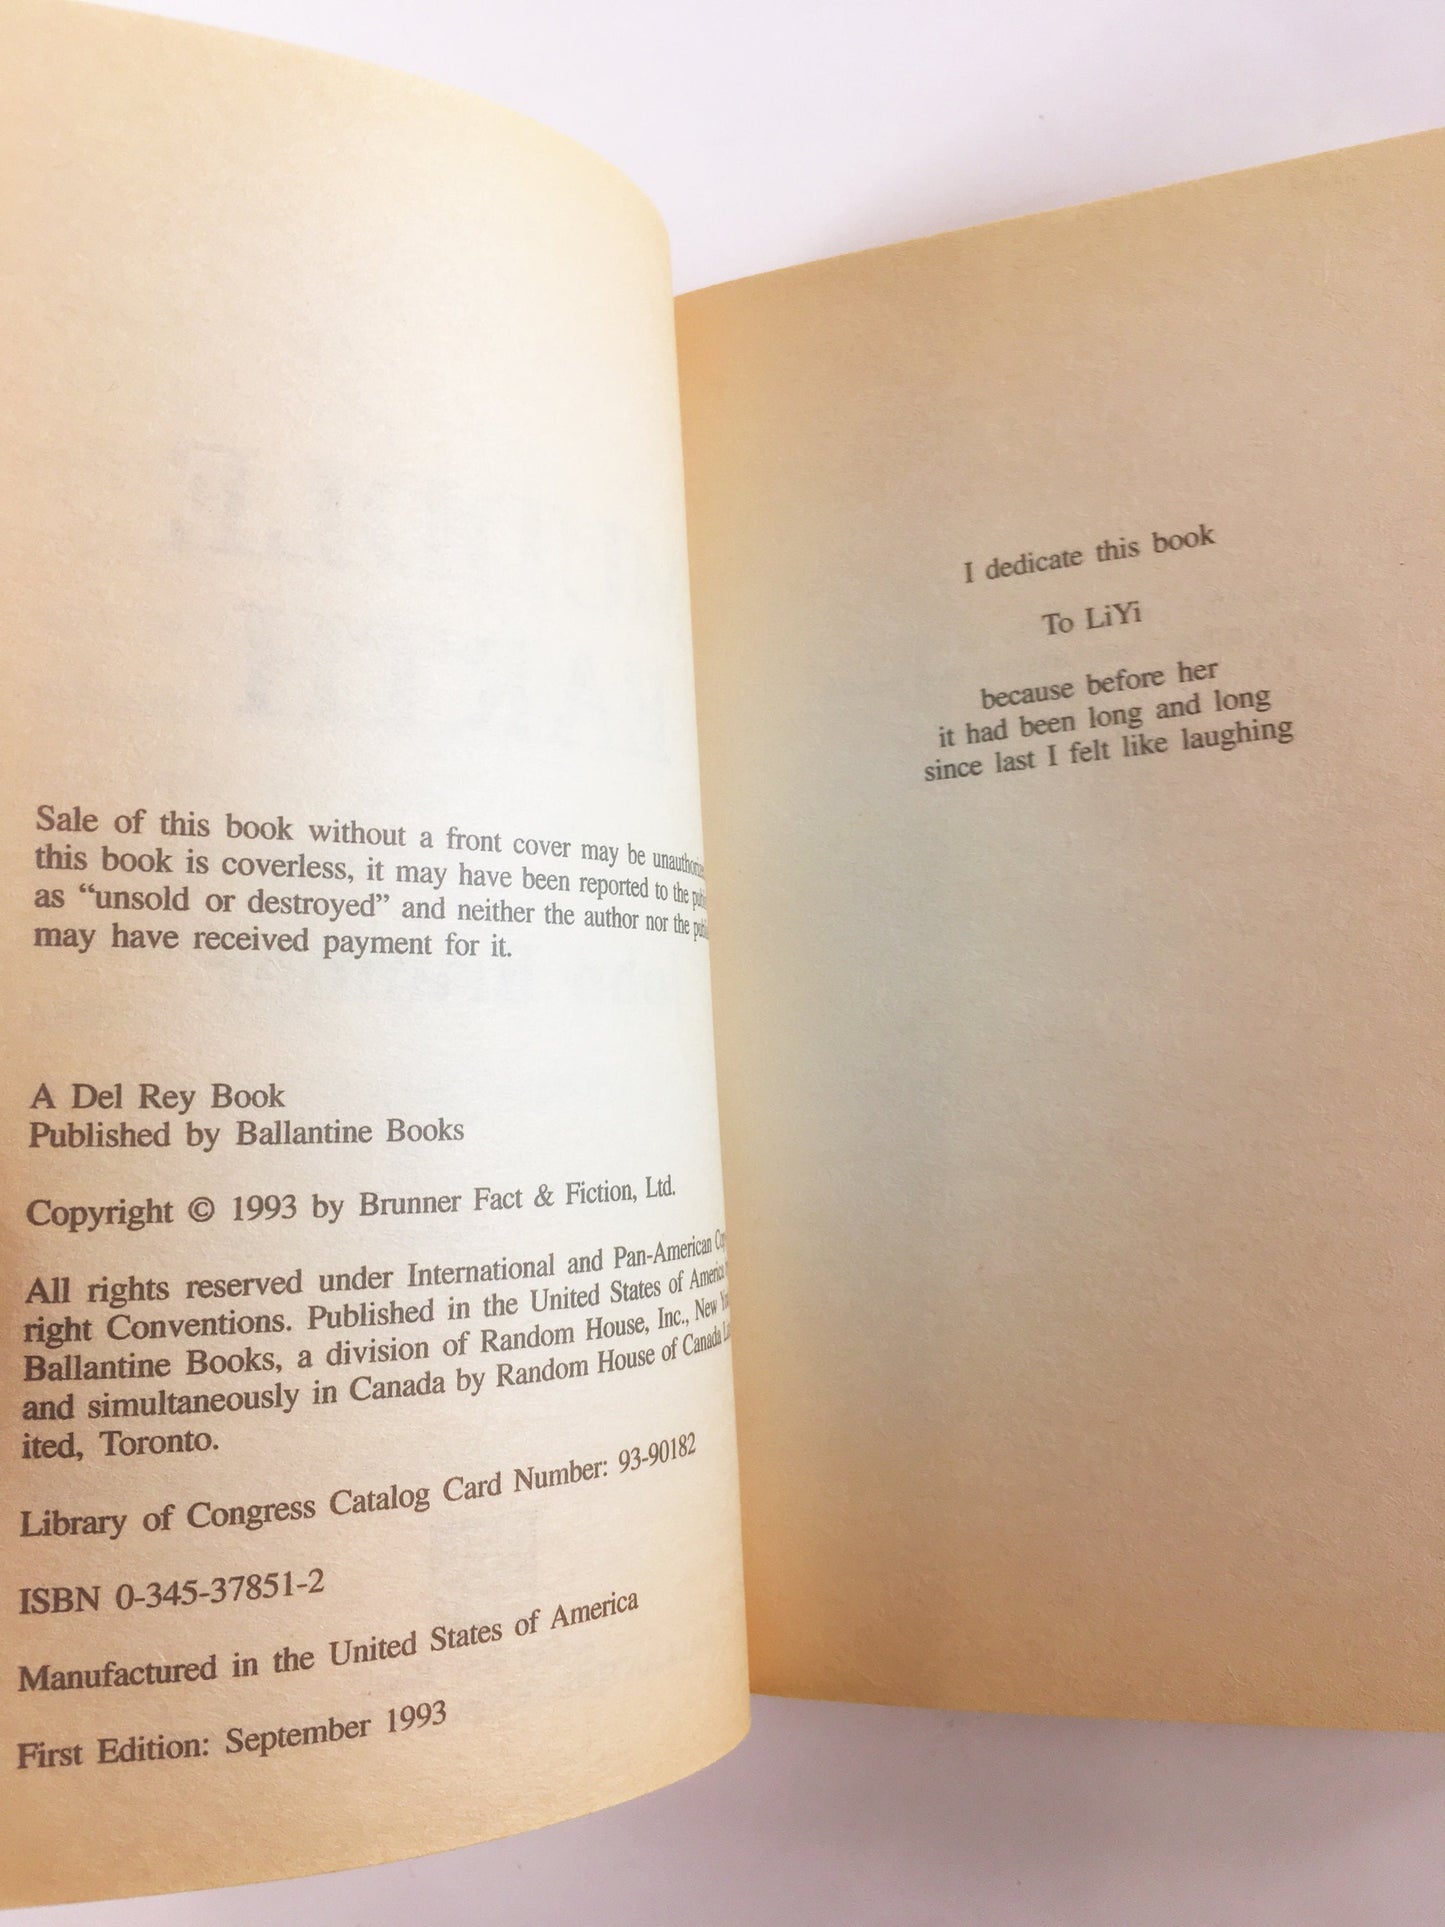 Sale of this book without a front cover may be
this book is coverless, it may have been reported to the
as “unsold or destroyed” and neither the author nor the
may have received payment for it.
A Del Rey Book
Published by Ballantine Books
Copyright © 1993 by Brunner Fact & Fiction, Ltd.
All rights reserved under International and Pan-American
right Conventions. Published in the United States of America
Ballantine Books, a division of Random House, Inc., New
and simultaneously in Canada by Random House of Canada
ited, Toronto.
Library of Congress Catalog Card Number: 93-90182
ISBN 0-345-37851-2
Manufactured in the United States of America
First Edition: September 1993
I dedicate this book
To LiYi
because before her
it had been long and long
since last I felt like laughing